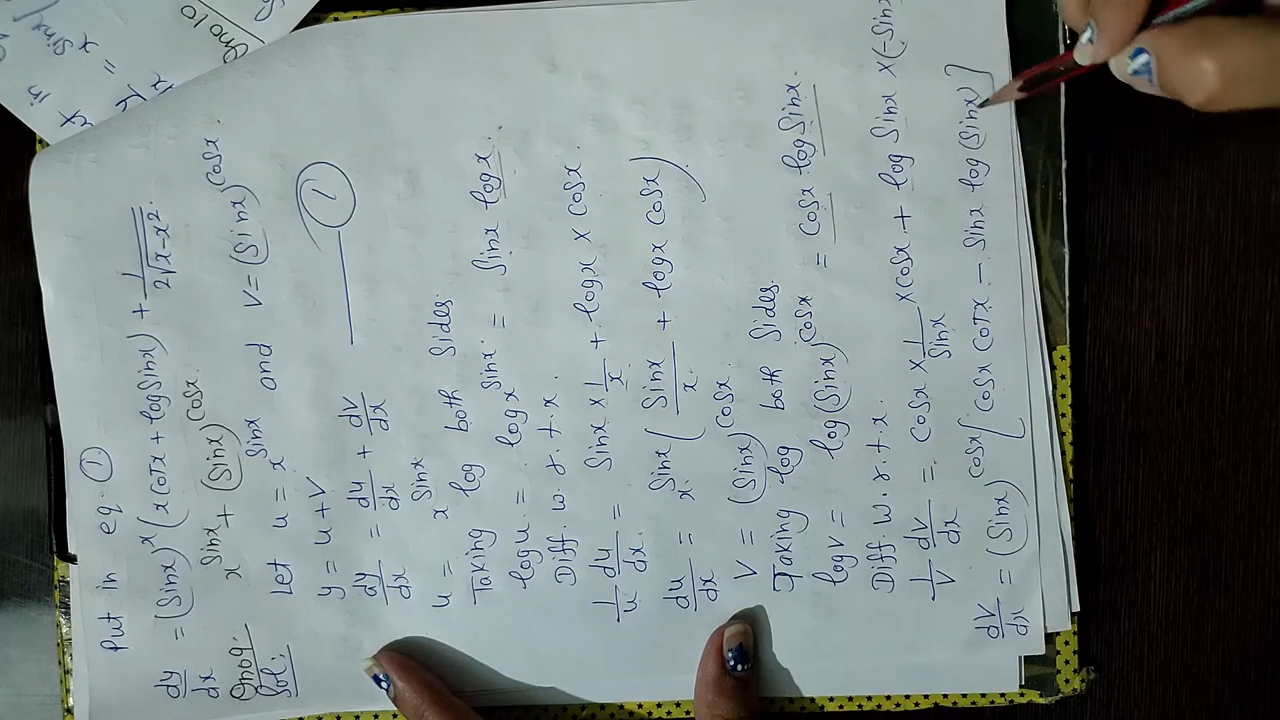 Put in eq. ①
dy/dx = (Sinx)^x (x cotx + log Sinx) + 1/(2√(x-x²)).
Qno9. x^Sinx + (Sinx)^Cosx.
Sol: Let u = x^Sinx and v = (Sinx)^Cosx.
y = u + v
dy/dx = du/dx + dv/dx ——— ①
u = x^Sinx
Taking log both Sides.
log u = log x^Sinx = Sinx log x.
Diff. w.r.t.x.
1/u du/dx = Sinx × 1/x + log x × Cosx.
du/dx = x^Sinx (Sinx/x + log x Cosx)
V = (Sinx)^Cosx.
Taking log both Sides.
log v = log (Sinx)^Cosx = Cosx log Sinx.
Diff. w.r.t.x.
1/V dv/dx = Cosx × 1/Sinx × Cosx + log Sinx × (-Sinx
dv/dx = (Sinx)^Cosx [Cosx Cotx - Sinx log (Sinx)]
Qno10
x^Sinx